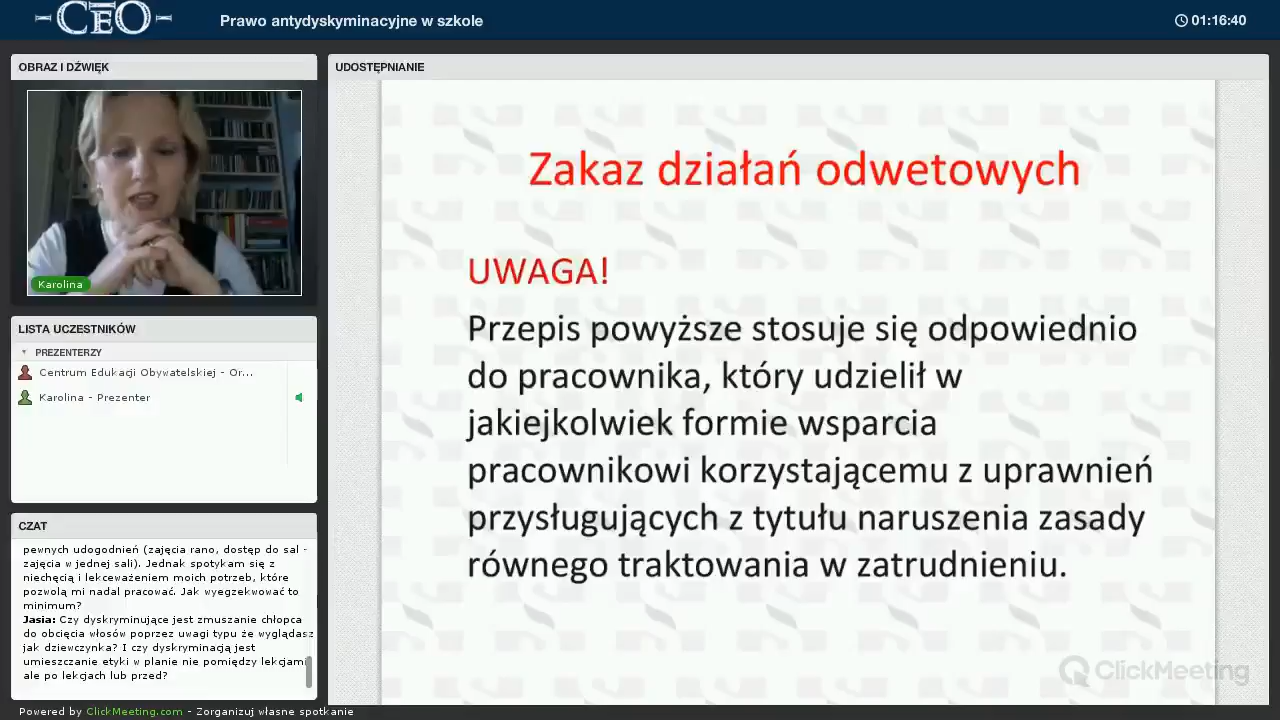 CEO
Prawo antydyskyminacyjne w szkole
01:16:40
OBRAZ I DŹWIĘK
Karolina
LISTA UCZESTNIKÓW
PREZENTERZY
Centrum Edukacji Obywatelskiej - Or...
Karolina - Prezenter
CZAT
pewnych udogodnień (zajęcia rano, dostęp do sal -
zajęcia w jednej sali). Jednak spotykam się z
niechęcią i lekceważeniem moich potrzeb, które
pozwolą mi nadal pracować. Jak wyegzekwować to
minimum?
Jasia: Czy dyskryminujące jest zmuszanie chłopca
do obcięcia włosów poprzez uwagi typu że wyglądasz
jak dziewczynka? I czy dyskryminacją jest
umieszczanie etyki w planie nie pomiędzy lekcjami
ale po lekcjach lub przed?
UDOSTĘPNIANIE
Zakaz działań odwetowych
UWAGA!
Przepis powyższe stosuje się odpowiednio
do pracownika, który udzielił w
jakiejkolwiek formie wsparcia
pracownikowi korzystającemu z uprawnień
przysługujących z tytułu naruszenia zasady
równego traktowania w zatrudnieniu.
ClickMeeting
Powered by ClickMeeting.com - Zorganizuj własne spotkanie